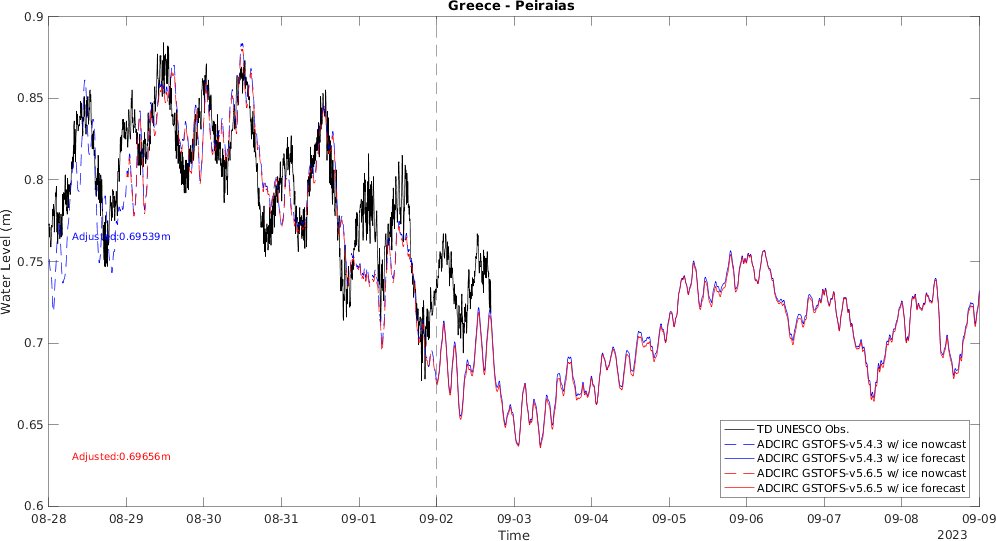 Greece - Peiraias
0.9
0.85
0.8
0.75
0.7
0.65
0.6
Water Level (m)
Adjusted:0.69539m
Adjusted:0.69656m
TD UNESCO Obs.
ADCIRC GSTOFS-v5.4.3 w/ ice nowcast
ADCIRC GSTOFS-v5.4.3 w/ ice forecast
ADCIRC GSTOFS-v5.6.5 w/ ice nowcast
ADCIRC GSTOFS-v5.6.5 w/ ice forecast
08-28 08-29 08-30 08-31 09-01 09-02 09-03 09-04 09-05 09-06 09-07 09-08 09-09
Time
2023